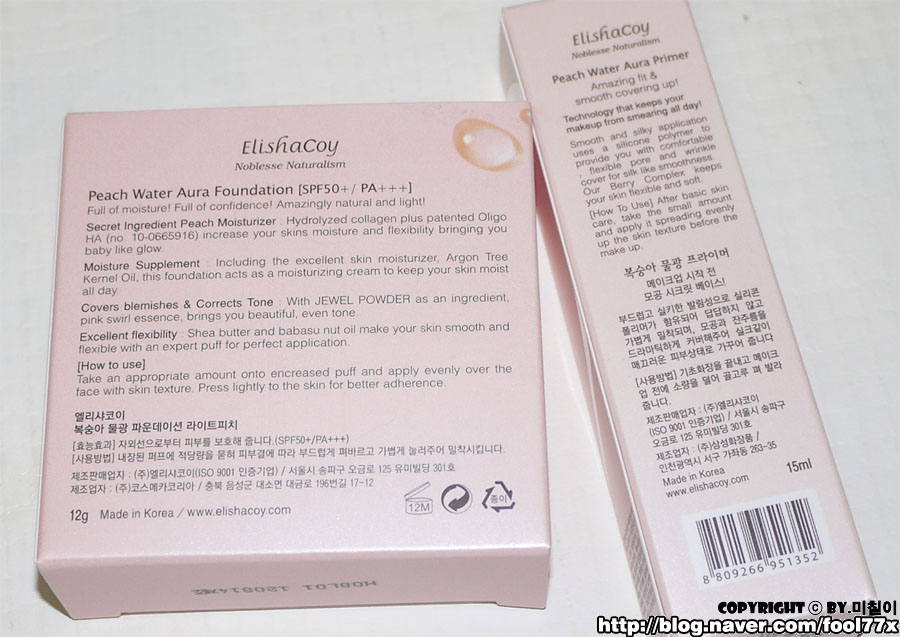 ElishaCoy
Noblesse Naturalism
Peach Water Aura Foundation [SPF50+/ PA+++]
Full of moisture! Full of confidence! Amazingly natural and light!
Secret Ingredient Peach Moisturizer : Hydrolyzed collagen plus patented Oligo
HA (no. 10-0665916) increase your skins moisture and flexibility bringing you
baby like glow.
Moisture Supplement : Including the excellent skin moisturizer, Argon Tree
Kernel Oil, this foundation acts as a moisturizing cream to keep your skin moist
all day.
Covers blemishes & Corrects Tone : With JEWEL POWDER as an ingredient,
pink swirl essence, brings you beautiful, even tone
Excellent flexibility : Shea butter and babasu nut oil make your skin smooth and
flexible with an expert puff for perfect application.
[How to use]
Take an appropriate amount onto encreased puff and apply evenly over the
face with skin texture. Press lightly to the skin for better adherence.
엘리샤코이
복숭아 물광 파운데이션 라이트피치
[효능효과] 자외선으로부터 피부를 보호해 줍니다.(SPF50+/PA+++)
[사용방법] 내장된 퍼프에 적당량을 묻혀 피부결에 따라 부드럽게 펴바르고 가볍게 눌러주어 밀착시킵니다.
제조판매업자 : (주)엘리샤코이(ISO 9001 인증기업) / 서울시 송파구 오금로 125 유미빌딩 301호
제조업자 : (주)코스메카코리아 / 충북 음성군 대소면 대금로 196번길 17-12
12g Made in Korea / www.elishacoy.com
12M
종이
HOBL01 120814
ElishaCoy
Noblesse Naturalism
Peach Water Aura Primer
Amazing fit &
smooth covering up!
Technology that keeps your
makeup from smearing all day!
Smooth and silky application
uses a silicone polymer to
provide you with comfortable
, flexible pore and wrinkle
cover for silk like smoothness.
Our Berry Complex keeps
your skin flexible and soft.
[How To Use] After basic skin
care, take the small amount
and apply it spreading evenly
up the skin texture before the
make up.
복숭아 물광 프라이머
메이크업 시작 전
모공 시크릿 베이스!
부드럽고 실키한 발림성으로 실리콘
폴리머가 함유되어 답답하지 않고
가볍게 밀착되며, 모공과 잔주름을
드라마틱하게 커버해주어 실크같이
매끄러운 피부상태로 가꾸어 줍니다
[사용방법] 기초화장을 끝내고 메이크
업 전에 소량을 덜어 골고루 펴 발라
줍니다.
제조판매업자 : (주)엘리샤코이
(ISO 9001 인증기업) / 서울시 송파구
오금로 125 유미빌딩 301호
제조업자 : (주)삼성화장품 /
인천광역시 서구 가좌동 263-35
Made in Korea 15ml
www.elishacoy.com
8 809266 951352
COPYRIGHT ⓒ BY.미칠이
http://blog.naver.com/fool77x